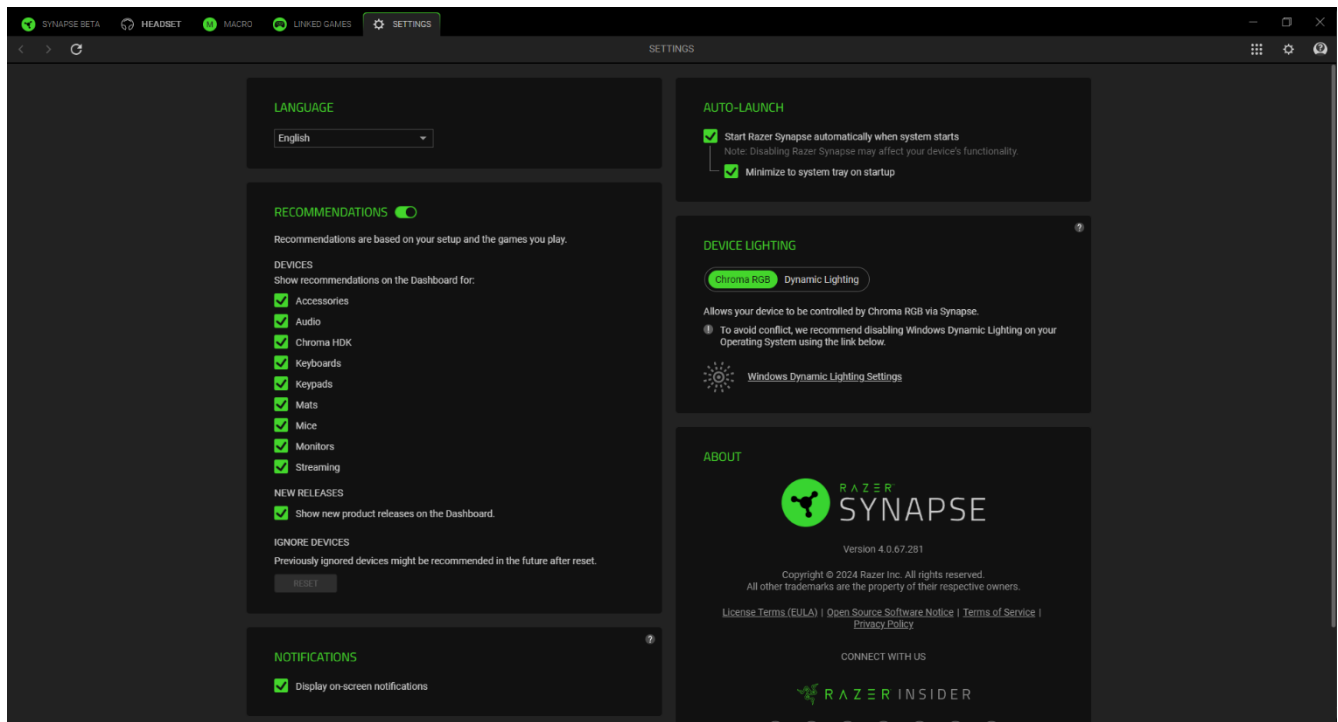 SYNAPSE BETA
HEADSET
MACRO
LINKED GAMES
SETTINGS
SETTINGS
LANGUAGE
English
RECOMMENDATIONS
Recommendations are based on your setup and the games you play.
DEVICES
Show recommendations on the Dashboard for:
Accessories
Audio
Chroma HDK
Keyboards
Keypads
Mats
Mice
Monitors
Streaming
NEW RELEASES
Show new product releases on the Dashboard.
IGNORE DEVICES
Previously ignored devices might be recommended in the future after reset.
RESET
NOTIFICATIONS
Display on-screen notifications
AUTO-LAUNCH
Start Razer Synapse automatically when system starts
Note: Disabling Razer Synapse may affect your device's functionality.
Minimize to system tray on startup
DEVICE LIGHTING
Chroma RGB
Dynamic Lighting
Allows your device to be controlled by Chroma RGB via Synapse.
To avoid conflict, we recommend disabling Windows Dynamic Lighting on your
Operating System using the link below.
Windows Dynamic Lighting Settings
ABOUT
RAZER
SYNAPSE
Version 4.0.67.281
Copyright © 2024 Razer Inc. All rights reserved.
All other trademarks are the property of their respective owners.
License Terms (EULA) | Open Source Software Notice | Terms of Service |
Privacy Policy
CONNECT WITH US
RAZER INSIDER